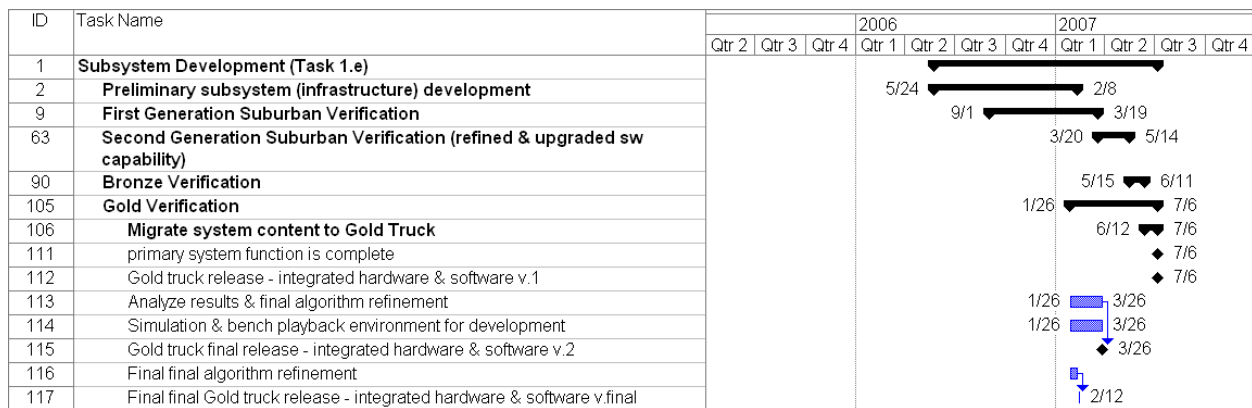 ID Task Name
2006 2007
Qtr 2 Qtr 3 Qtr 4 Qtr 1 Qtr 2 Qtr 3 Qtr 4 Qtr 1 Qtr 2 Qtr 3 Qtr 4
1 Subsystem Development (Task 1.e)
2 Preliminary subsystem (infrastructure) development 5/24 2/8
9 First Generation Suburban Verification 9/1 3/19
63 Second Generation Suburban Verification (refined & upgraded sw 3/20 5/14
capability)
90 Bronze Verification 5/15 6/11
105 Gold Verification 1/26 7/6
106 Migrate system content to Gold Truck 6/12 7/6
111 primary system function is complete 7/6
112 Gold truck release - integrated hardware & software v.1 7/6
113 Analyze results & final algorithm refinement 1/26 3/26
114 Simulation & bench playback environment for development 1/26 3/26
115 Gold truck final release - integrated hardware & software v.2 3/26
116 Final final algorithm refinement
117 Final final Gold truck release - integrated hardware & software v.final 2/12